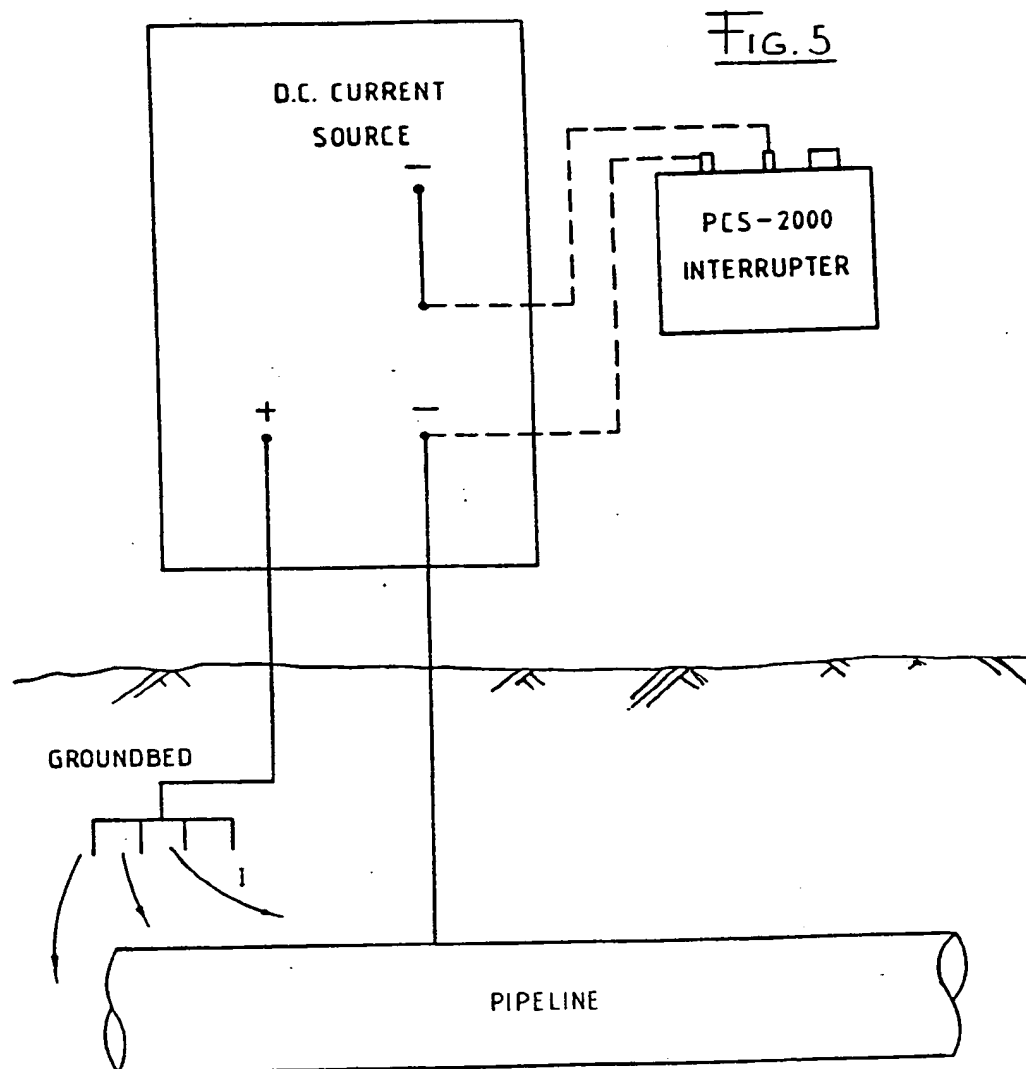 FIG. 5
D.C. CURRENT
SOURCE
−
PCS-2000
INTERRUPTER
+ −
GROUNDBED
I
PIPELINE